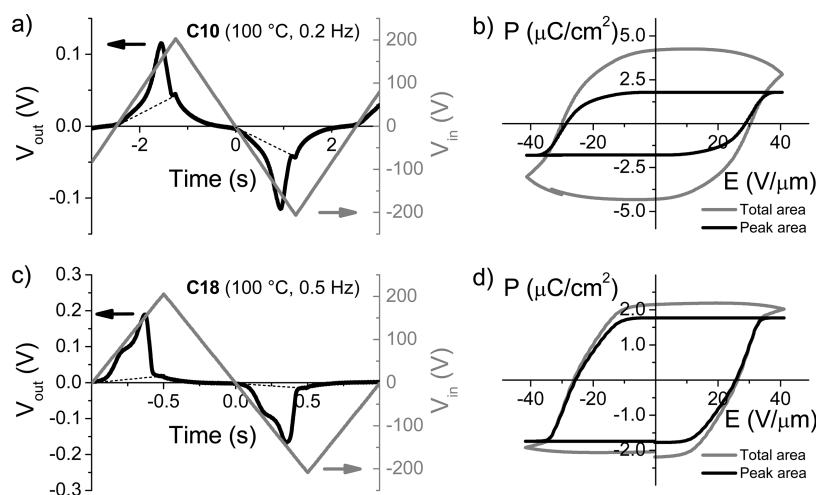 a) C10 (100 °C, 0.2 Hz)
0.1
0.0
-0.1
-2 0 2
V_out (V)
Time (s)
200
100
0
-100
-200
V_in (V)
b) P (µC/cm²)
5.0
2.5
-2.5
-5.0
-40 -20 20 40
E (V/µm)
Total area
Peak area
c) C18 (100 °C, 0.5 Hz)
0.3
0.2
0.1
0.0
-0.1
-0.2
-0.3
-0.5 0.0 0.5
V_out (V)
Time (s)
200
100
0
-100
-200
V_in (V)
d) P (µC/cm²)
2.0
1.0
-1.0
-2.0
-40 -20 20 40
E (V/µm)
Total area
Peak area